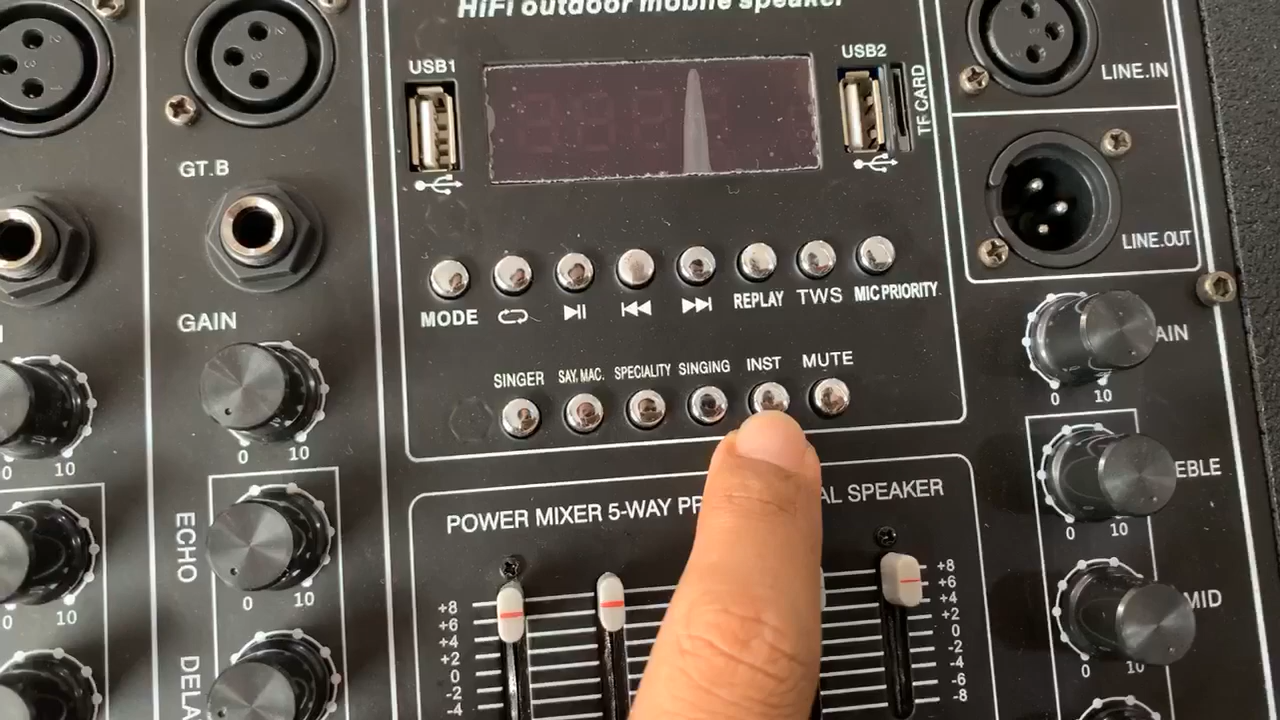 HiFi outdoor mobile speaker
USB1
USB2
TF CARD
LINE.IN
GT.B
LINE.OUT
MODE
REPLAY
TWS
MIC PRIORITY
GAIN
SINGER
SAY, MAC.
SPECIALITY
SINGING
INST
MUTE
AIN
0 10
0 10
0 10
POWER MIXER 5-WAY PR
AL SPEAKER
EBLE
0 10
ECHO
0 10
+8
+6
+4
+2
0
-2
-4
+8
+6
+4
+2
0
-2
-4
-6
-8
MID
0 10
0 10
DELA